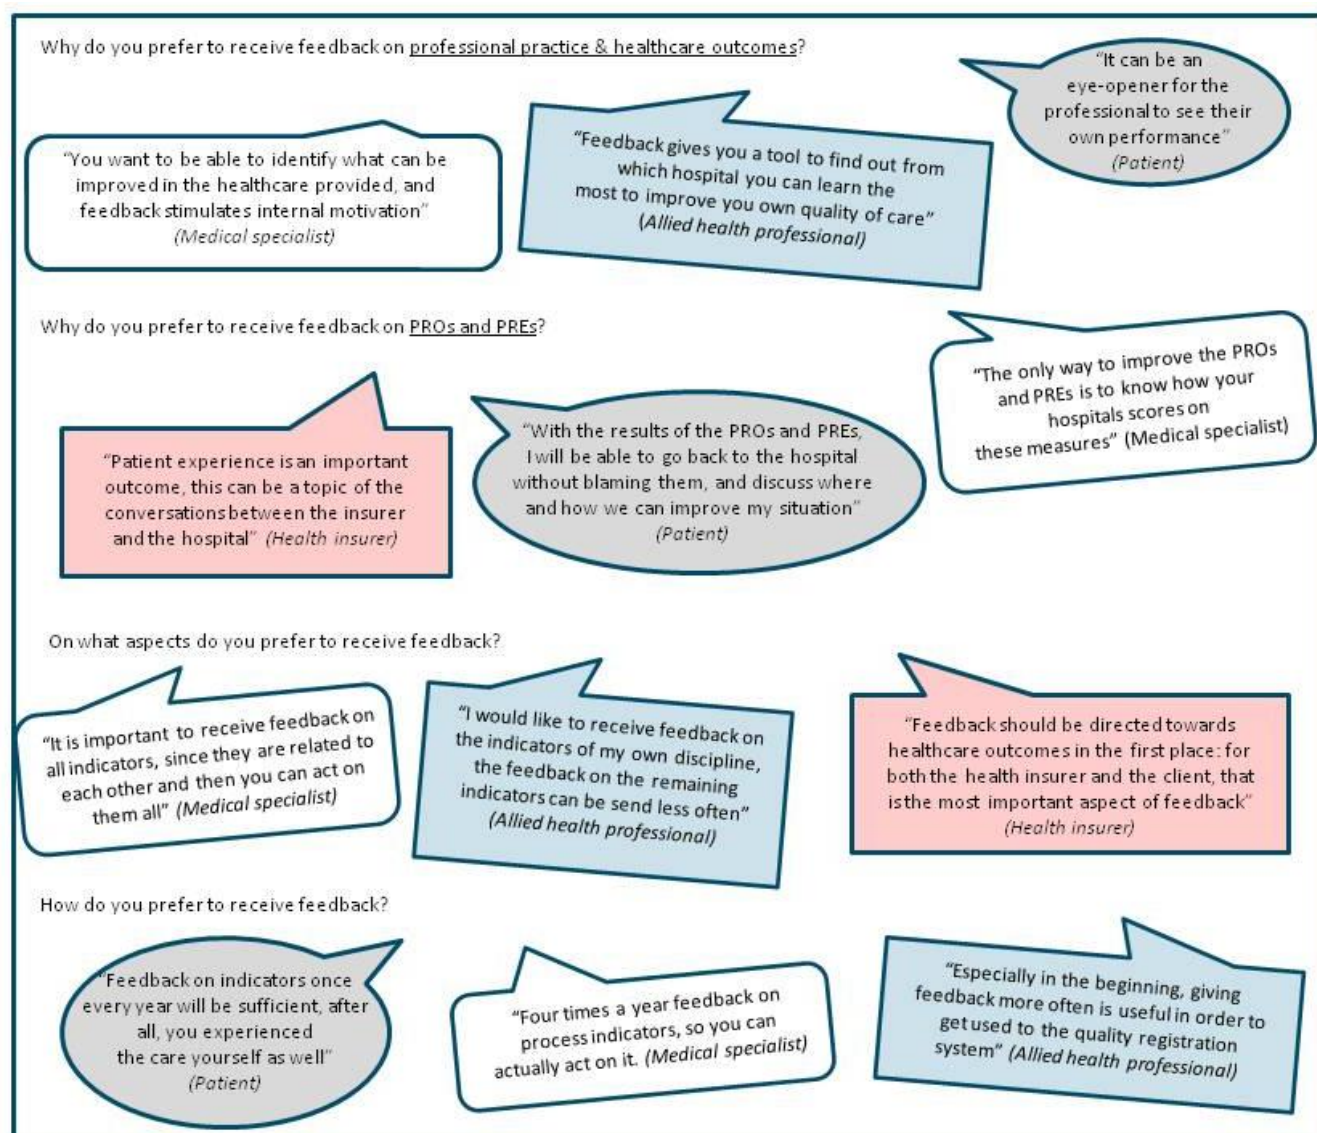 Why do you prefer to receive feedback on professional practice & healthcare outcomes?
“You want to be able to identify what can be
improved in the healthcare provided, and
feedback stimulates internal motivation”
(Medical specialist)
“Feedback gives you a tool to find out from
which hospital you can learn the
most to improve you own quality of care”
(Allied health professional)
“It can be an
eye-opener for the
professional to see their
own performance”
(Patient)
Why do you prefer to receive feedback on PROs and PREs?
“Patient experience is an important
outcome, this can be a topic of the
conversations between the insurer
and the hospital” (Health insurer)
“With the results of the PROs and PREs,
I will be able to go back to the hospital
without blaming them, and discuss where
and how we can improve my situation”
(Patient)
“The only way to improve the PROs
and PREs is to know how your
hospitals scores on
these measures” (Medical specialist)
On what aspects do you prefer to receive feedback?
“It is important to receive feedback on
all indicators, since they are related to
each other and then you can act on
them all” (Medical specialist)
“I would like to receive feedback on
the indicators of my own discipline,
the feedback on the remaining
indicators can be send less often”
(Allied health professional)
“Feedback should be directed towards
healthcare outcomes in the first place: for
both the health insurer and the client, that
is the most important aspect of feedback”
(Health insurer)
How do you prefer to receive feedback?
“Feedback on indicators once
every year will be sufficient, after
all, you experienced
the care yourself as well”
(Patient)
“Four times a year feedback on
process indicators, so you can
actually act on it. (Medical specialist)
“Especially in the beginning, giving
feedback more often is useful in order to
get used to the quality registration
system” (Allied health professional)